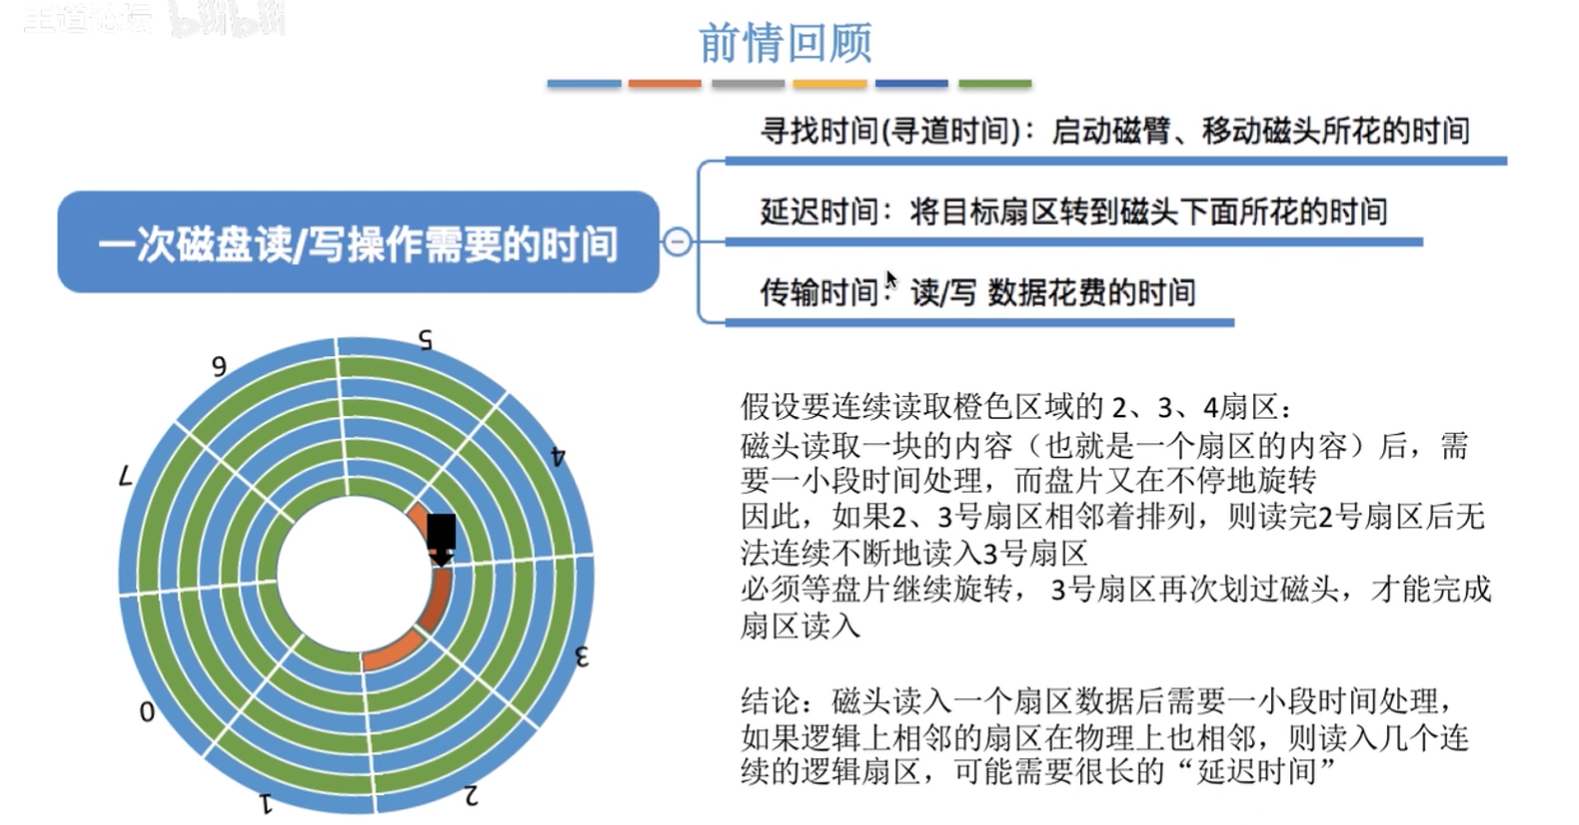 王道论坛 bilibili
前情回顾
寻找时间(寻道时间)：启动磁臂、移动磁头所花的时间
一次磁盘读/写操作需要的时间
延迟时间：将目标扇区转到磁头下面所花的时间
传输时间：读/写 数据花费的时间
5
6
4
7
3
0
2
1
假设要连续读取橙色区域的 2、3、4扇区：
磁头读取一块的内容（也就是一个扇区的内容）后，需
要一小段时间处理，而盘片又在不停地旋转
因此，如果2、3号扇区相邻着排列，则读完2号扇区后无
法连续不断地读入3号扇区
必须等盘片继续旋转， 3号扇区再次划过磁头，才能完成
扇区读入
结论：磁头读入一个扇区数据后需要一小段时间处理，
如果逻辑上相邻的扇区在物理上也相邻，则读入几个连
续的逻辑扇区，可能需要很长的“延迟时间”